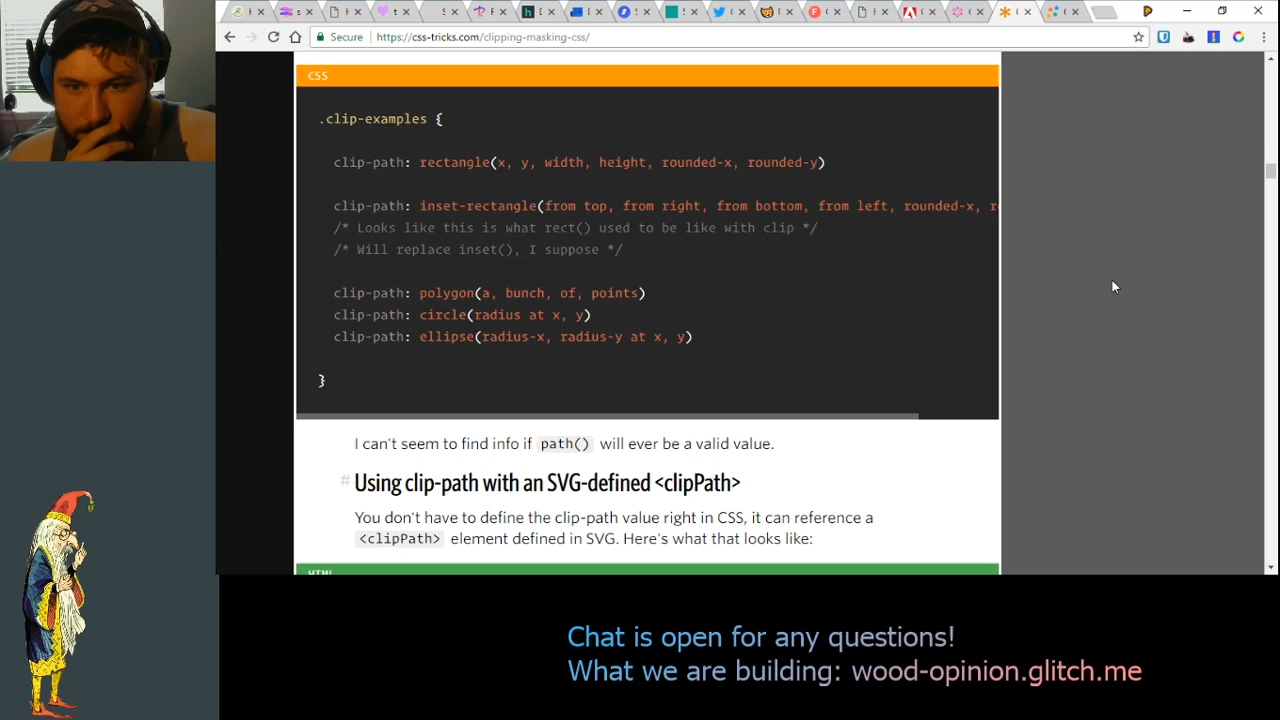 Secure
https://css-tricks.com/clipping-masking-css/
CSS
.clip-examples {
clip-path: rectangle(x, y, width, height, rounded-x, rounded-y)
clip-path: inset-rectangle(from top, from right, from bottom, from left, rounded-x,
/* Looks like this is what rect() used to be like with clip */
/* Will replace inset(), I suppose */
clip-path: polygon(a, bunch, of, points)
clip-path: circle(radius at x, y)
clip-path: ellipse(radius-x, radius-y at x, y)
}
I can't seem to find info if path() will ever be a valid value.
# Using clip-path with an SVG-defined <clipPath>
You don't have to define the clip-path value right in CSS, it can reference a
<clipPath> element defined in SVG. Here's what that looks like:
HTML
Chat is open for any questions!
What we are building: wood-opinion.glitch.me